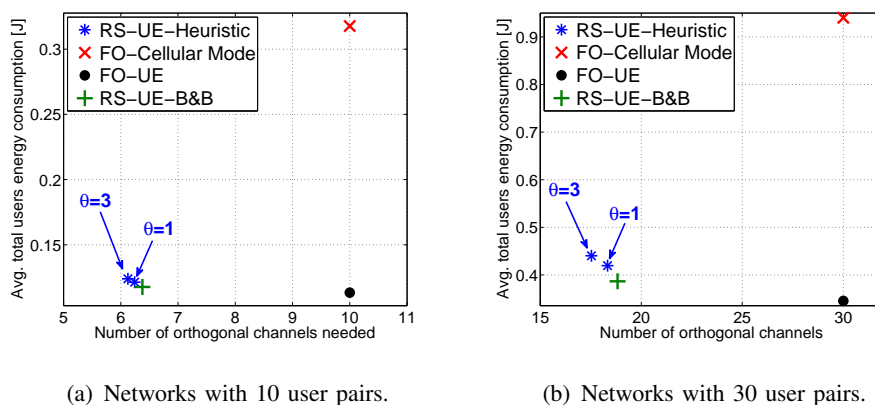 RS-UE-Heuristic
FO-Cellular Mode
FO-UE
RS-UE-B&B
Avg. total users energy consumption [J]
0.3
0.25
0.2
0.15
θ=3
θ=1
5 6 7 8 9 10 11
Number of orthogonal channels needed
(a) Networks with 10 user pairs.
RS-UE-Heuristic
FO-Cellular Mode
FO-UE
RS-UE-B&B
Avg. total users energy consumption [J]
0.9
0.8
0.7
0.6
0.5
0.4
θ=3
θ=1
15 20 25 30
Number of orthogonal channels
(b) Networks with 30 user pairs.